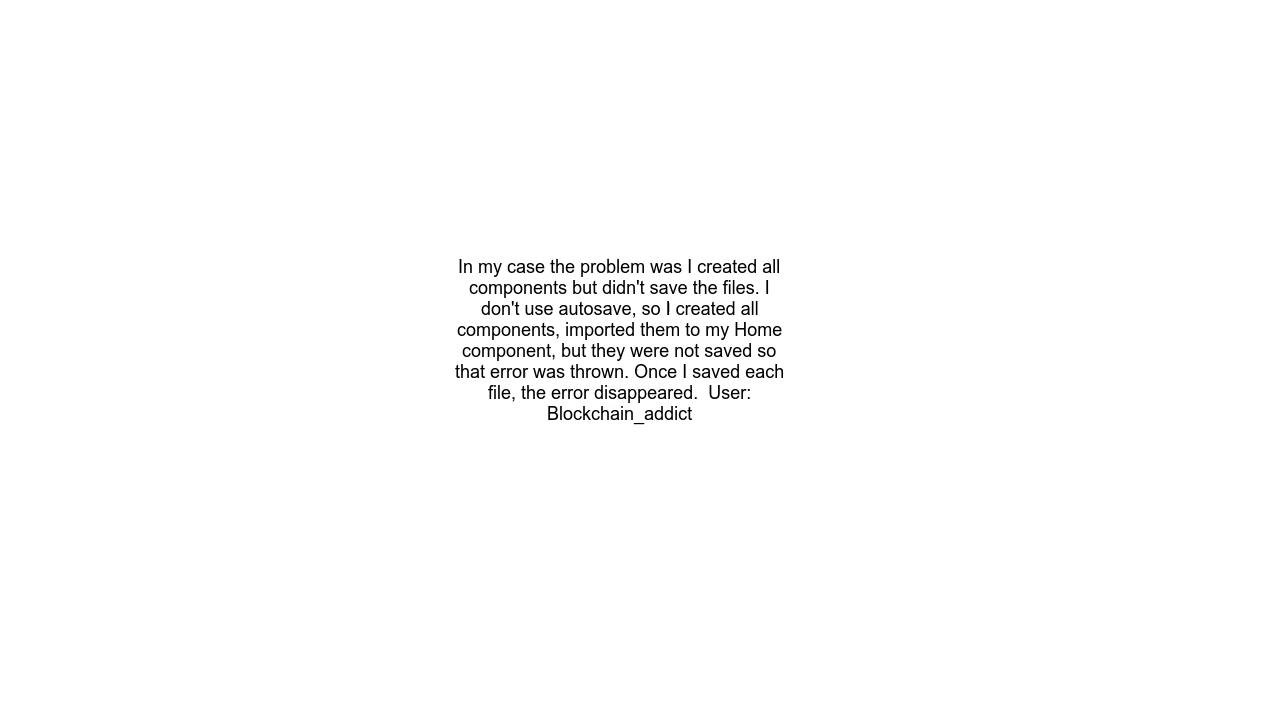 In my case the problem was I created all
components but didn't save the files. I
don't use autosave, so I created all
components, imported them to my Home
component, but they were not saved so
that error was thrown. Once I saved each
file, the error disappeared.  User:
Blockchain_addict